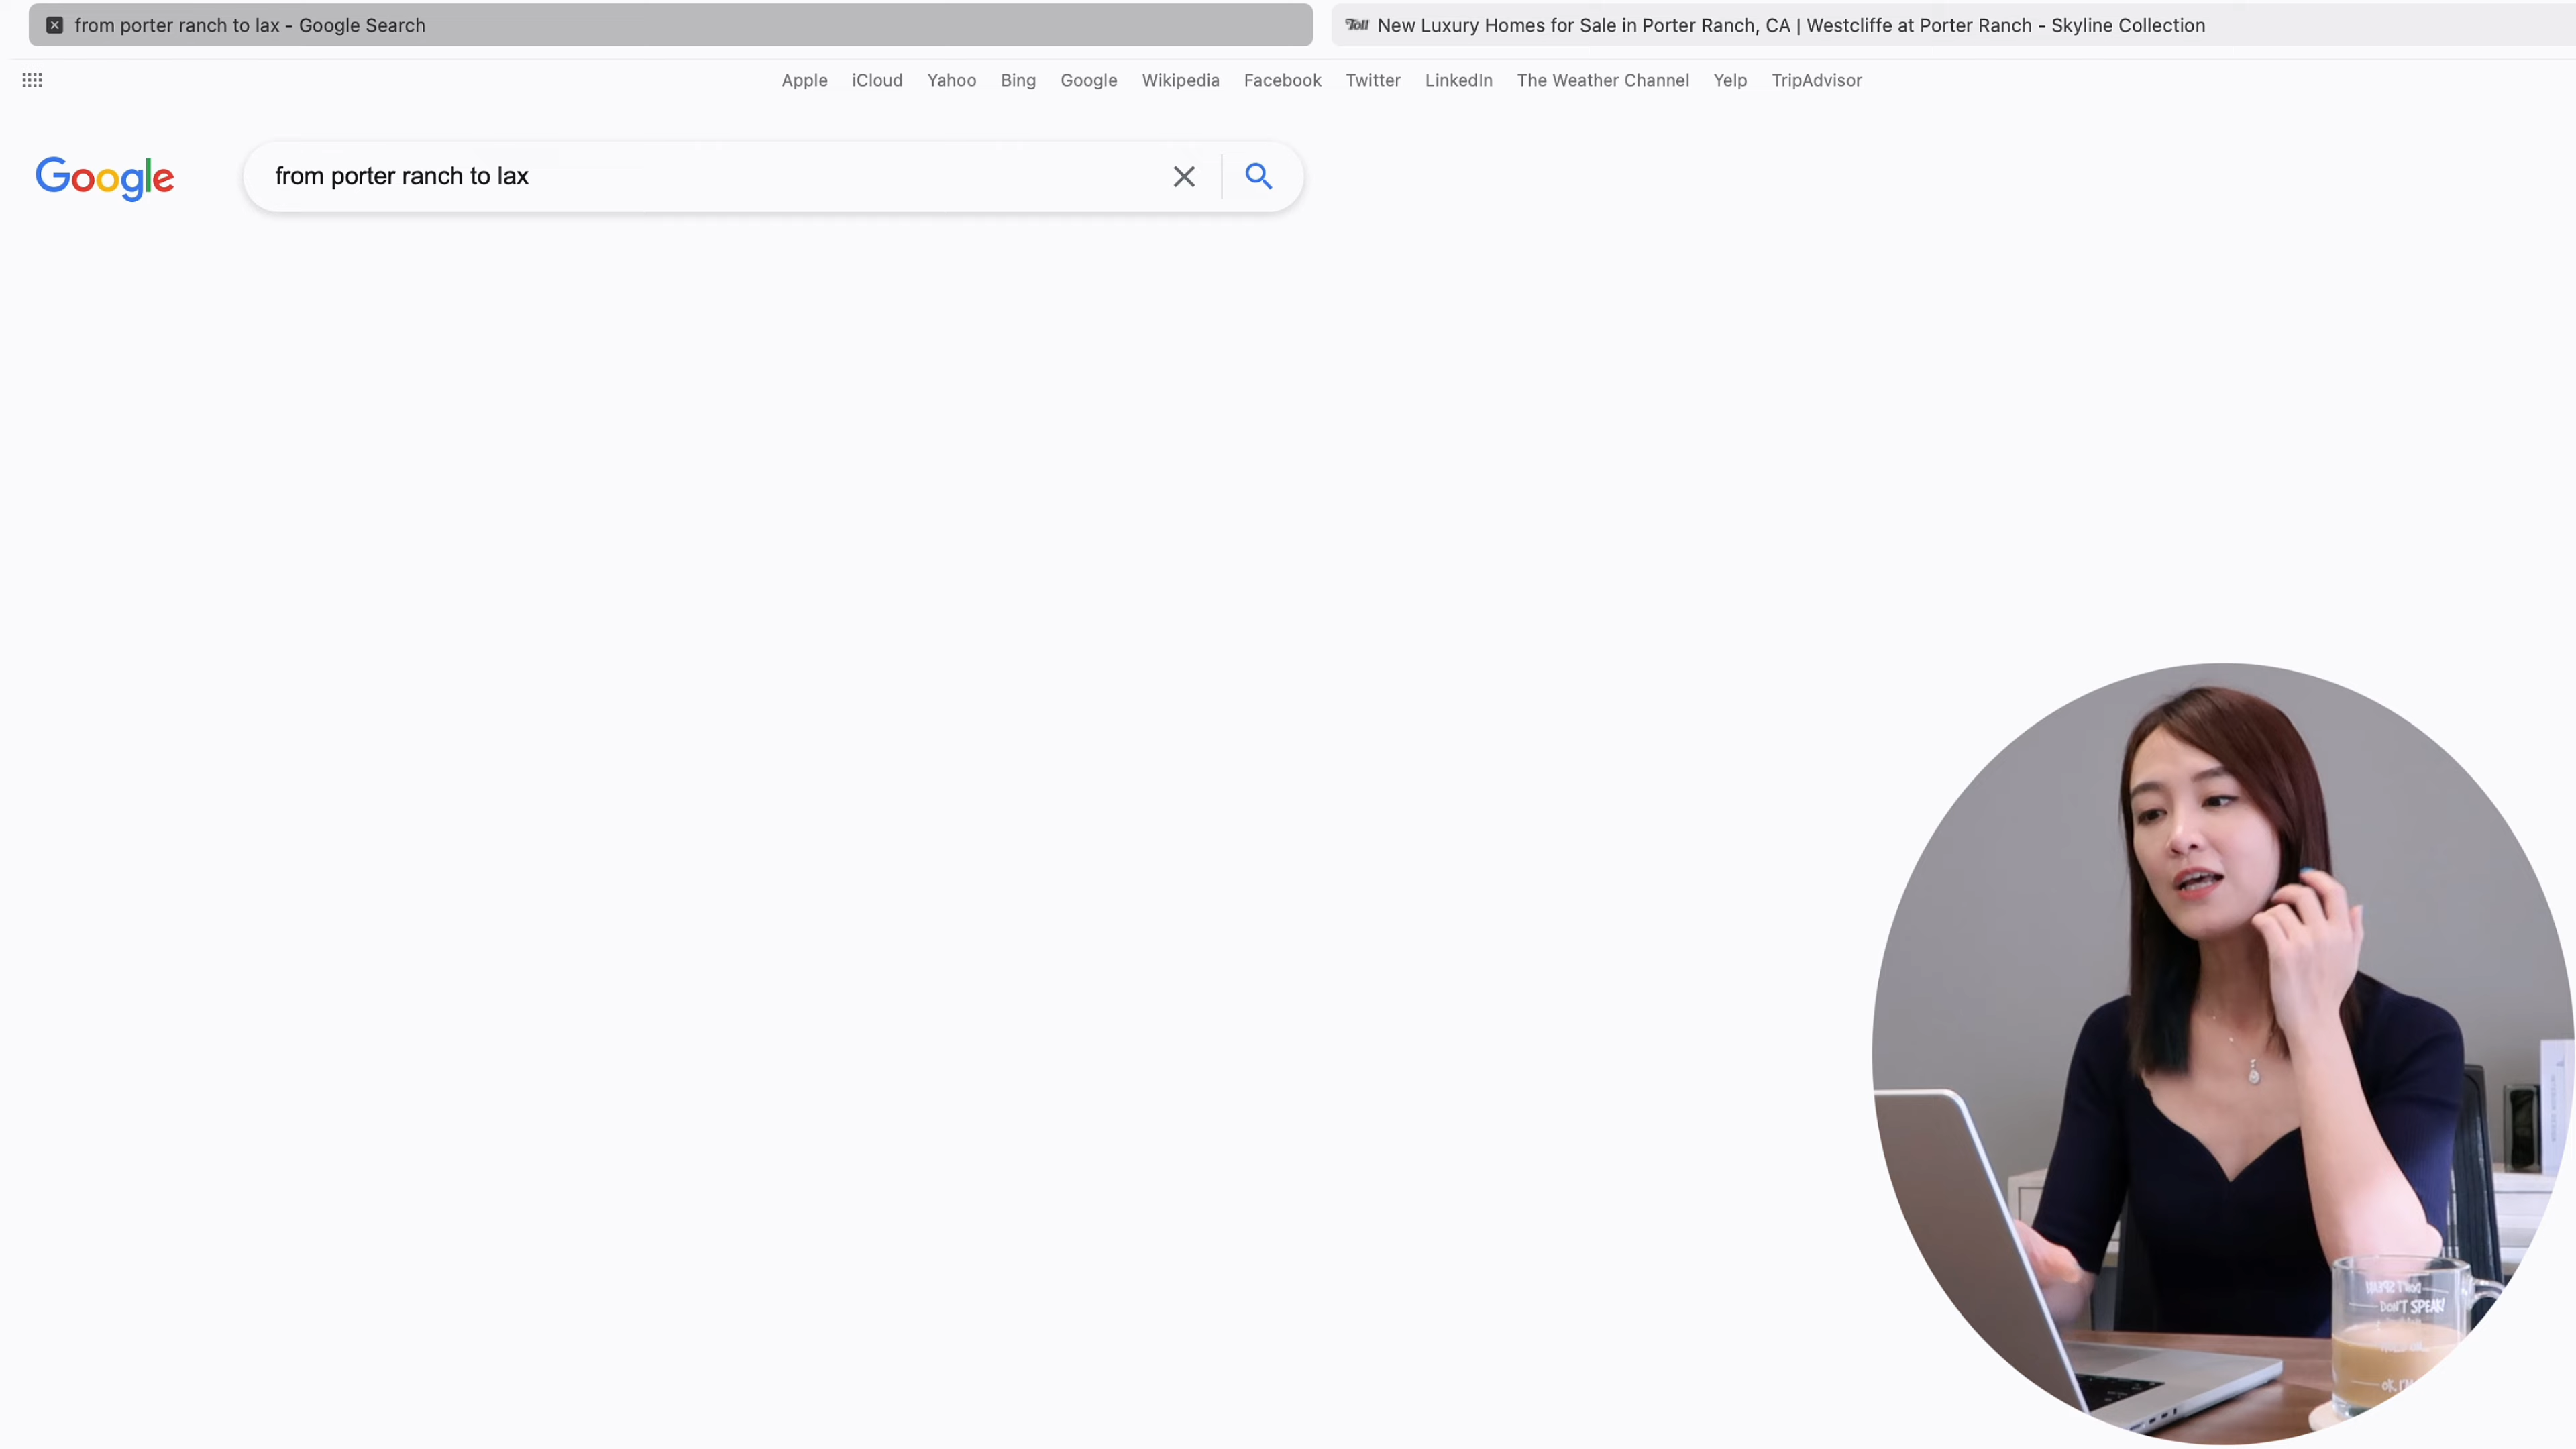 from porter ranch to lax - Google Search
Toll New Luxury Homes for Sale in Porter Ranch, CA | Westcliffe at Porter Ranch - Skyline Collection
Apple iCloud Yahoo Bing Google Wikipedia Facebook Twitter LinkedIn The Weather Channel Yelp TripAdvisor
Google
from porter ranch to lax
DON'T SPEAK!